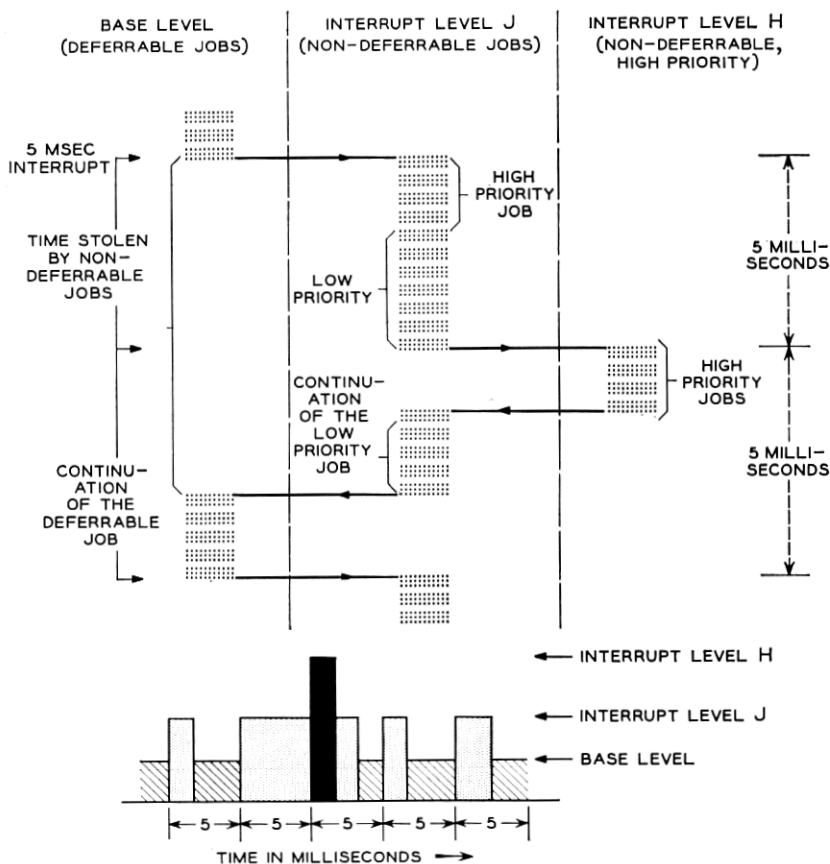 BASE LEVEL
(DEFERRABLE JOBS)
INTERRUPT LEVEL J
(NON-DEFERRABLE JOBS)
INTERRUPT LEVEL H
(NON-DEFERRABLE,
HIGH PRIORITY)
5 MSEC
INTERRUPT
HIGH
PRIORITY
JOB
TIME STOLEN
BY NON-
DEFERRABLE
JOBS
LOW
PRIORITY
5 MILLI-
SECONDS
HIGH
PRIORITY
JOBS
CONTINU-
ATION
OF THE
LOW
PRIORITY
JOB
CONTINU-
ATION
OF THE
DEFERRABLE
JOB
5 MILLI-
SECONDS
INTERRUPT LEVEL H
INTERRUPT LEVEL J
BASE LEVEL
5 5 5 5 5
TIME IN MILLISECONDS